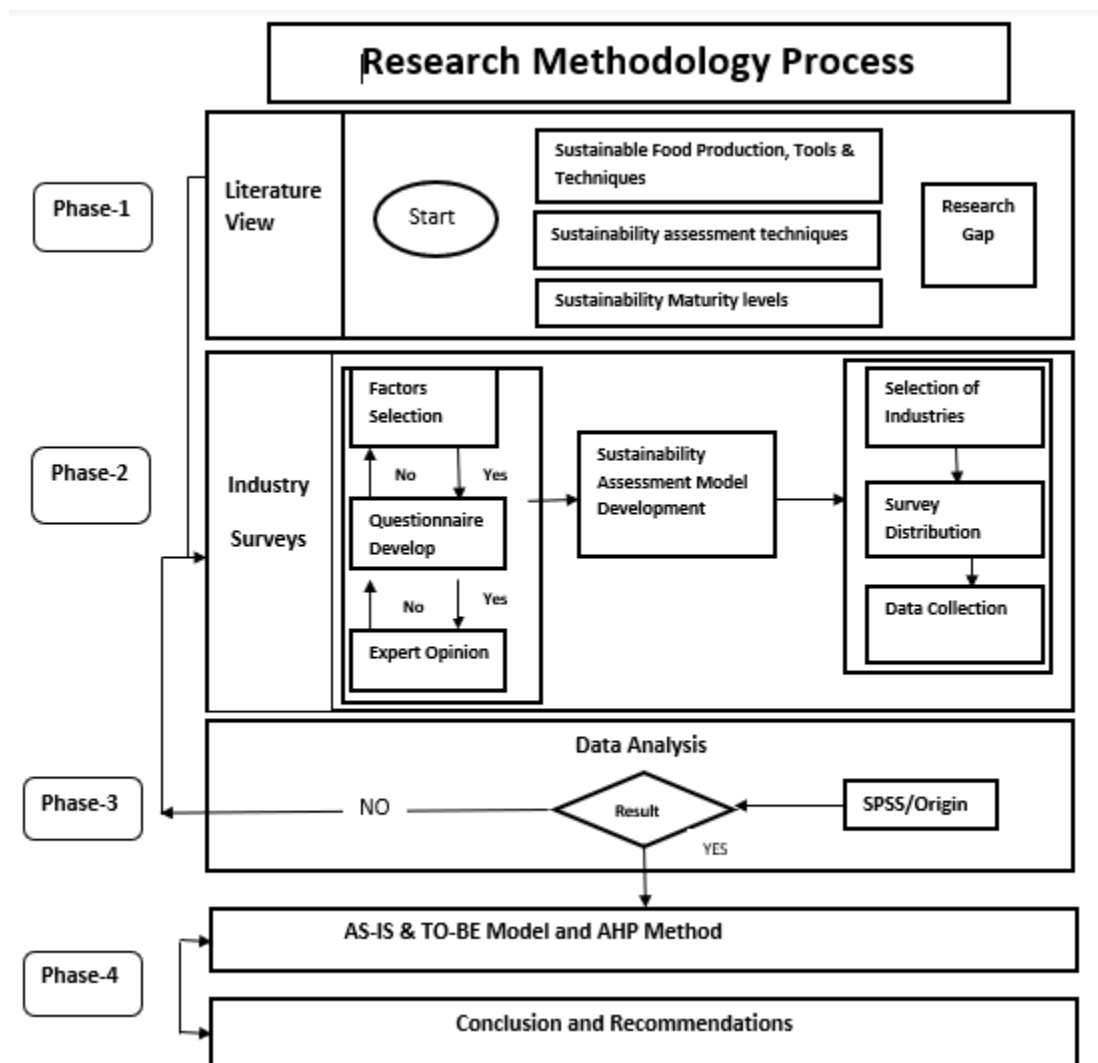 Research Methodology Process
Phase-1
Literature
View
Start
Sustainable Food Production, Tools &
Techniques
Sustainability assessment techniques
Sustainability Maturity levels
Research
Gap
Phase-2
Industry
Surveys
Factors
Selection
No
Yes
Questionnaire
Develop
No
Yes
Expert Opinion
Sustainability
Assessment Model
Development
Selection of
Industries
Survey
Distribution
Data Collection
Phase-3
Data Analysis
NO
Result
SPSS/Origin
YES
Phase-4
AS-IS & TO-BE Model and AHP Method
Conclusion and Recommendations